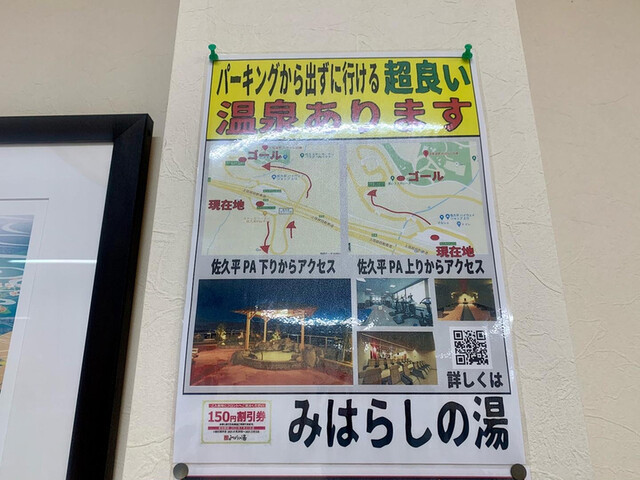 パーキングから出ずに行ける 超良い
温泉あります
ゴール
現在地
ゴール
現在地
佐久平PA下りからアクセス
佐久平PA上りからアクセス
詳しくは
150円割引券
みはらしの湯